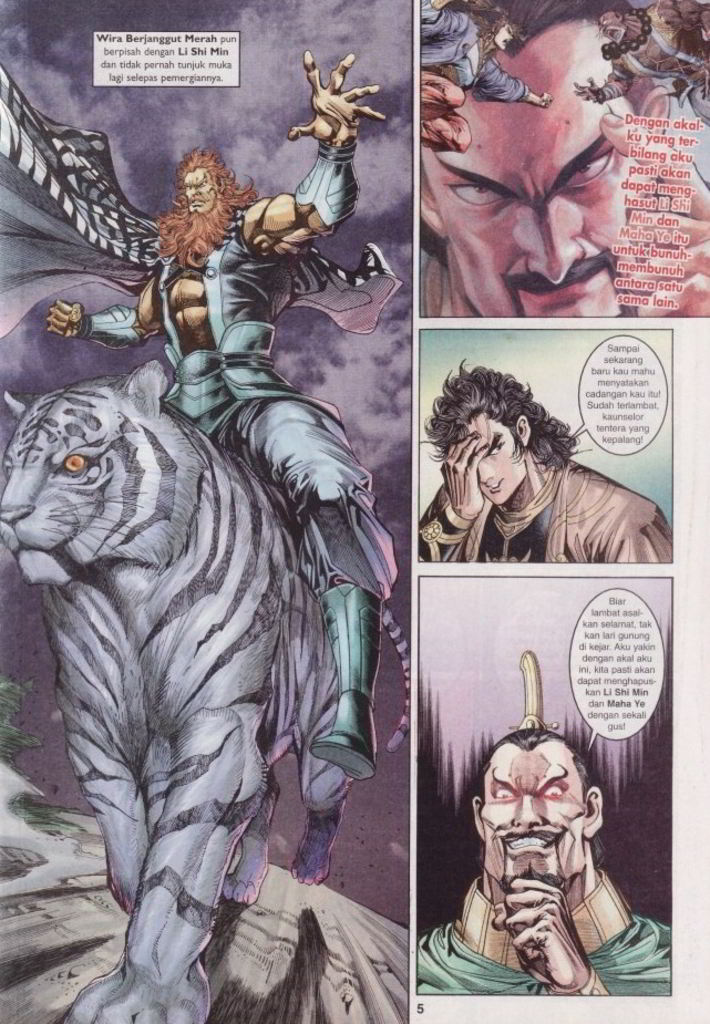 Wira Berjanggut Merah pun
berpisah dengan Li Shi Min
dan tidak pernah tunjuk muka
lagi selepas pemergiannya.
Dengan akal-
ku yang ter-
bilang aku
pasti akan
dapat meng-
hasut Li Shi
Min dan
Maha Ye itu
untuk bunuh-
membunuh
antara satu
sama lain.
Sampai
sekarang
baru kau mahu
menyatakan
cadangan kau itu!
Sudah terlambat,
kaunselor
tentera yang
kepalang!
Biar
lambat asal-
kan selamat, tak
kan lari gunung
di kejar. Aku yakin
dengan akal aku
ini, kita pasti akan
dapat menghapus-
kan Li Shi Min
dan Maha Ye
dengan sekali
gus!
5